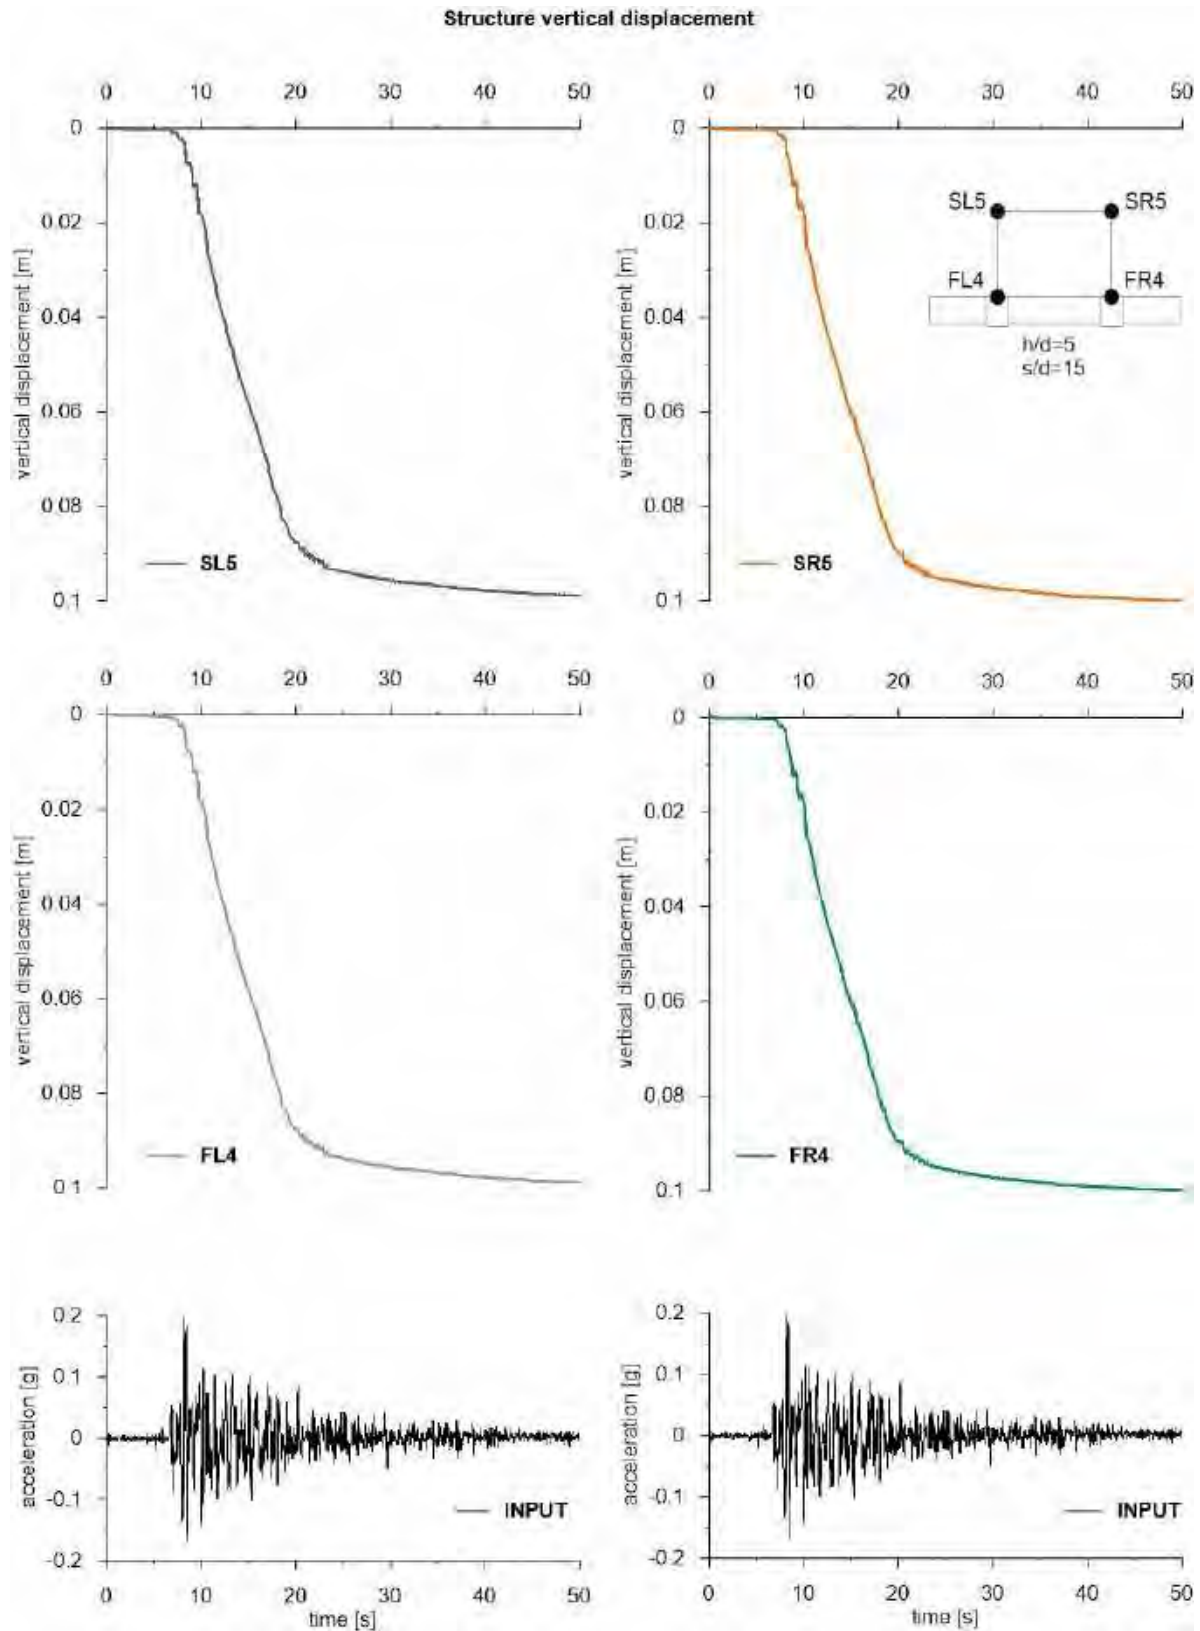 Structure vertical displacement
0 10 20 30 40 50
0
0.02
0.04
0.06
0.08
0.1
vertical displacement [m]
SL5
0 10 20 30 40 50
0
0.02
0.04
0.06
0.08
0.1
vertical displacement [m]
SL5 SR5
FL4 FR4
h/d=5
s/d=15
SR5
0 10 20 30 40 50
0
0.02
0.04
0.06
0.08
0.1
vertical displacement [m]
FL4
0 10 20 30 40 50
0
0.02
0.04
0.06
0.08
0.1
vertical displacement [m]
FR4
0.2
0.1
0
-0.1
-0.2
acceleration [g]
INPUT
0 10 20 30 40 50
time [s]
0.2
0.1
0
-0.1
-0.2
acceleration [g]
INPUT
0 10 20 30 40 50
time [s]